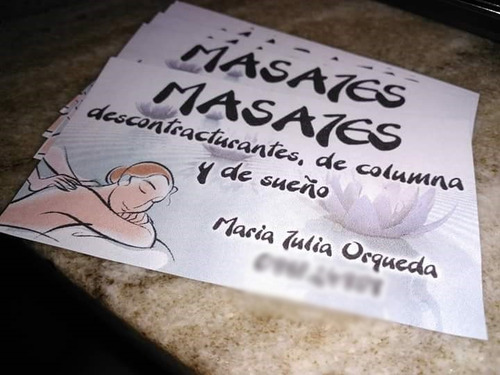 MASAJES
MASAJES
descontracturantes, de columna
y de sueño
Maria Julia Orqueda